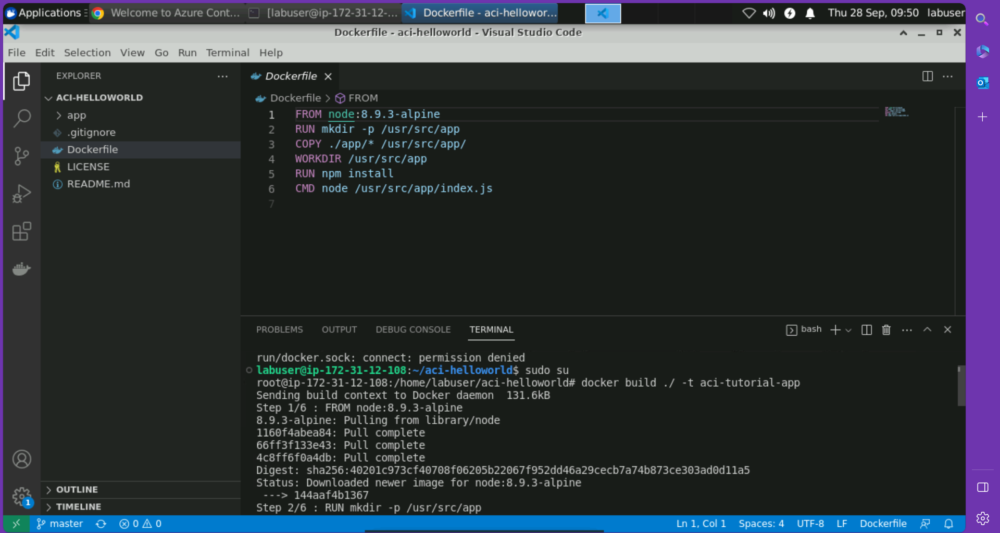 Applications
Welcome to Azure Cont...
[labuser@ip-172-31-12-...
Dockerfile - aci-hellowor...
Thu 28 Sep, 09:50
labuser
Dockerfile - aci-helloworld - Visual Studio Code
File Edit Selection View Go Run Terminal Help
EXPLORER
ACI-HELLOWORLD
app
.gitignore
Dockerfile
LICENSE
README.md
OUTLINE
TIMELINE
Dockerfile
Dockerfile > FROM
1 FROM node:8.9.3-alpine
2 RUN mkdir -p /usr/src/app
3 COPY ./app/* /usr/src/app/
4 WORKDIR /usr/src/app
5 RUN npm install
6 CMD node /usr/src/app/index.js
7
PROBLEMS OUTPUT DEBUG CONSOLE TERMINAL
bash
run/docker.sock: connect: permission denied
labuser@ip-172-31-12-108:~/aci-helloworld$ sudo su
root@ip-172-31-12-108:/home/labuser/aci-helloworld# docker build ./ -t aci-tutorial-app
Sending build context to Docker daemon  131.6kB
Step 1/6 : FROM node:8.9.3-alpine
8.9.3-alpine: Pulling from library/node
1160f4abea84: Pull complete
66ff3f133e43: Pull complete
4c8ff6f0a4db: Pull complete
Digest: sha256:40201c973cf40708f06205b22067f952dd46a29cecb7a74b873ce303ad0d11a5
Status: Downloaded newer image for node:8.9.3-alpine
---> 144aaf4b1367
Step 2/6 : RUN mkdir -p /usr/src/app
1
master
0 0
Ln 1, Col 1
Spaces: 4
UTF-8
LF
Dockerfile